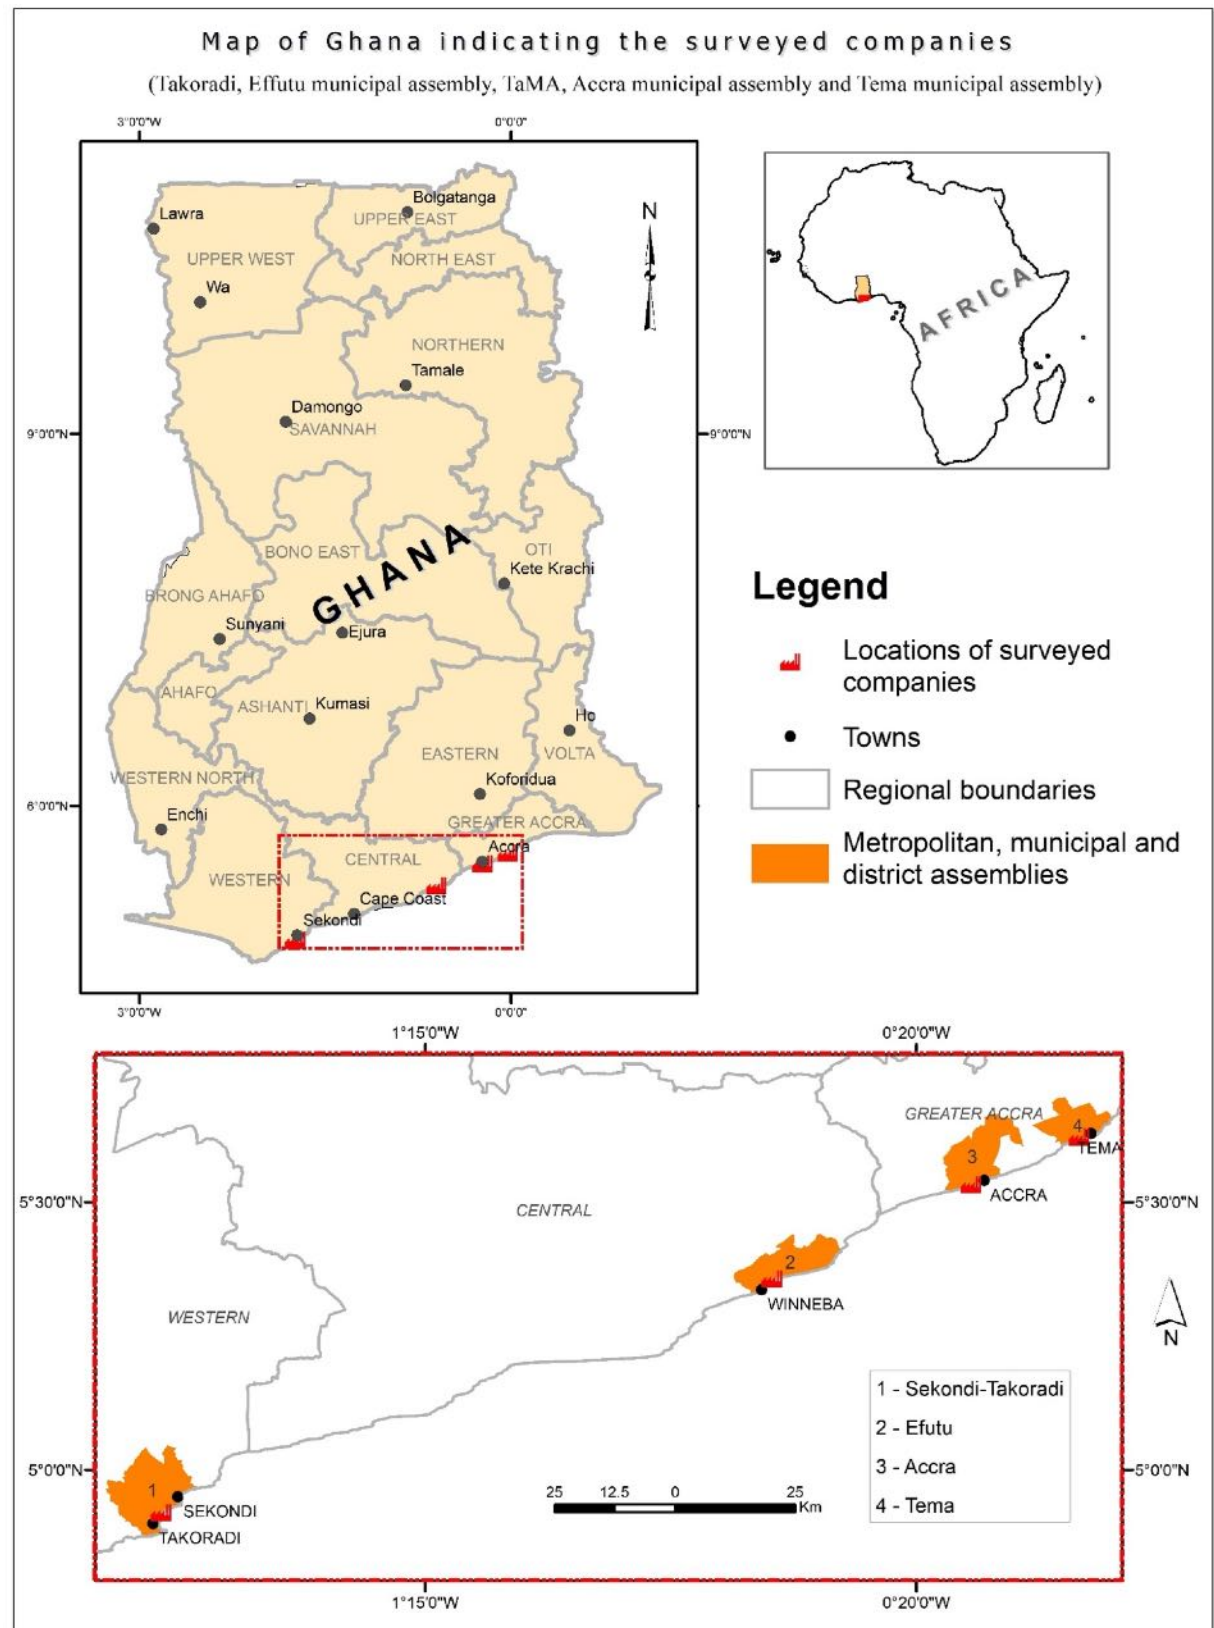 Map of Ghana indicating the surveyed companies
(Takoradi, Effutu municipal assembly, TaMA, Accra municipal assembly and Tema municipal assembly)
3°0'0"W
0°0'0"
Bolgatanga
Lawra
UPPER EAST
N
UPPER WEST
NORTH EAST
Wa
AFRICA
NORTHERN
Tamale
Damongo
SAVANNAH
9°0'0"N
9°0'0"N
BONO EAST
OTI
GHANA
Kete Krachi
BRONG AHAFO
Sunyani
Ejura
AHAFO
ASHANTI
Kumasi
Ho
EASTERN
VOLTA
WESTERN NORTH
Koforidua
6°0'0"N
Enchi
GREATER ACCRA
Accra
CENTRAL
WESTERN
Cape Coast
Sekondi
3°0'0"W
0°0'0"
Legend
Locations of surveyed
companies
Towns
Regional boundaries
Metropolitan, municipal and
district assemblies
1°15'0"W
0°20'0"W
GREATER ACCRA
4
TEMA
3
ACCRA
5°30'0"N
5°30'0"N
CENTRAL
2
WINNEBA
WESTERN
N
1 - Sekondi-Takoradi
2 - Efutu
3 - Accra
4 - Tema
5°0'0"N
5°0'0"N
1
SEKONDI
TAKORADI
25 12.5 0 25
Km
1°15'0"W
0°20'0"W